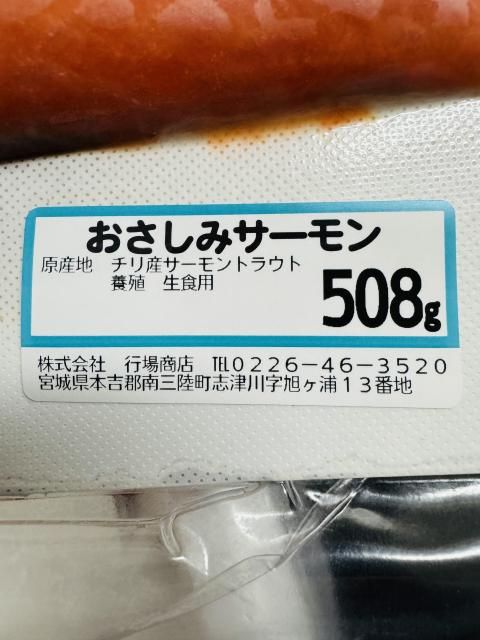 おさしみサーモン
原産地 チリ産サーモントラウト
養殖 生食用
508g
株式会社 行場商店 ℡0226-46-3520
宮城県本吉郡南三陸町志津川字旭ヶ浦13番地